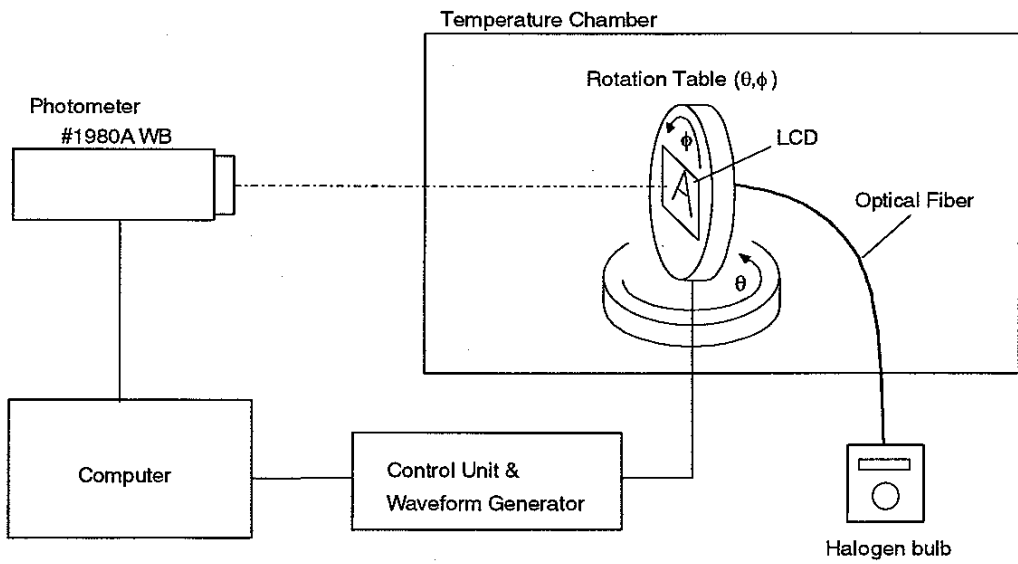 Temperature Chamber
Rotation Table (θ,ϕ)
Photometer
#1980A WB
ϕ
LCD
A
Optical Fiber
θ
Computer
Control Unit &
Waveform Generator
Halogen bulb